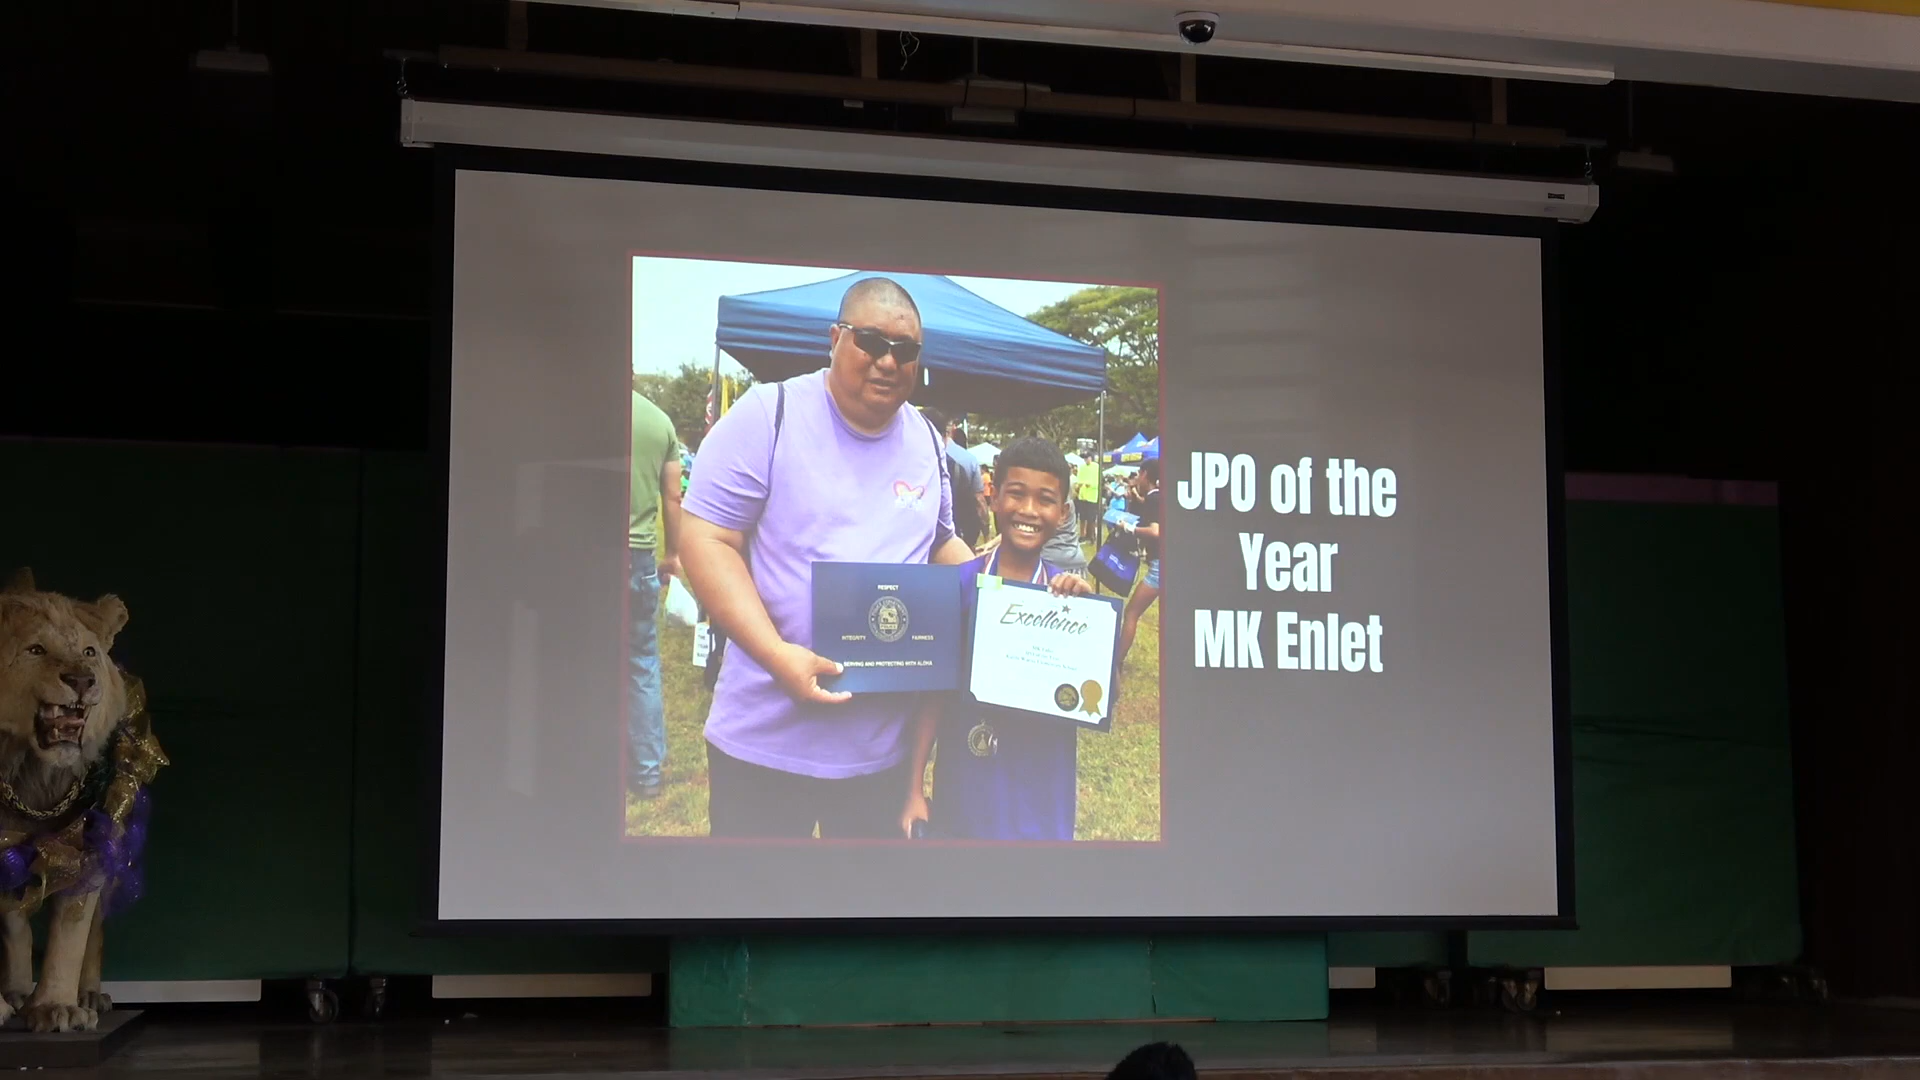 JPO of the
Year
MK Enlet
RESPECT
INTEGRITY FAIRNESS
SERVING AND PROTECTING WITH ALOHA
Excellence